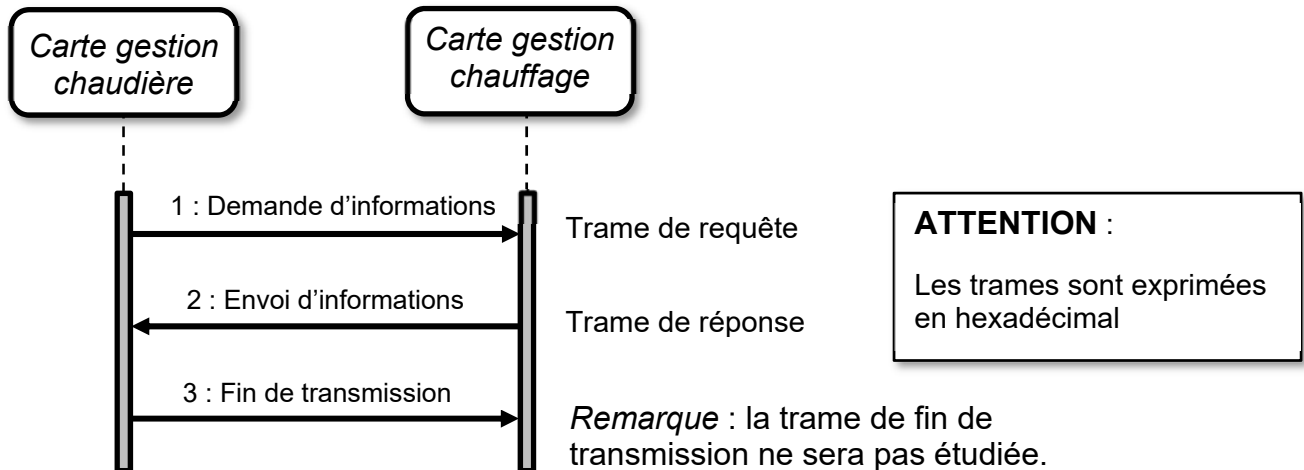 Carte gestion
chaudière
Carte gestion
chauffage
1 : Demande d’informations
Trame de requête
2 : Envoi d’informations
Trame de réponse
3 : Fin de transmission
Remarque : la trame de fin de
transmission ne sera pas étudiée.
ATTENTION :
Les trames sont exprimées
en hexadécimal